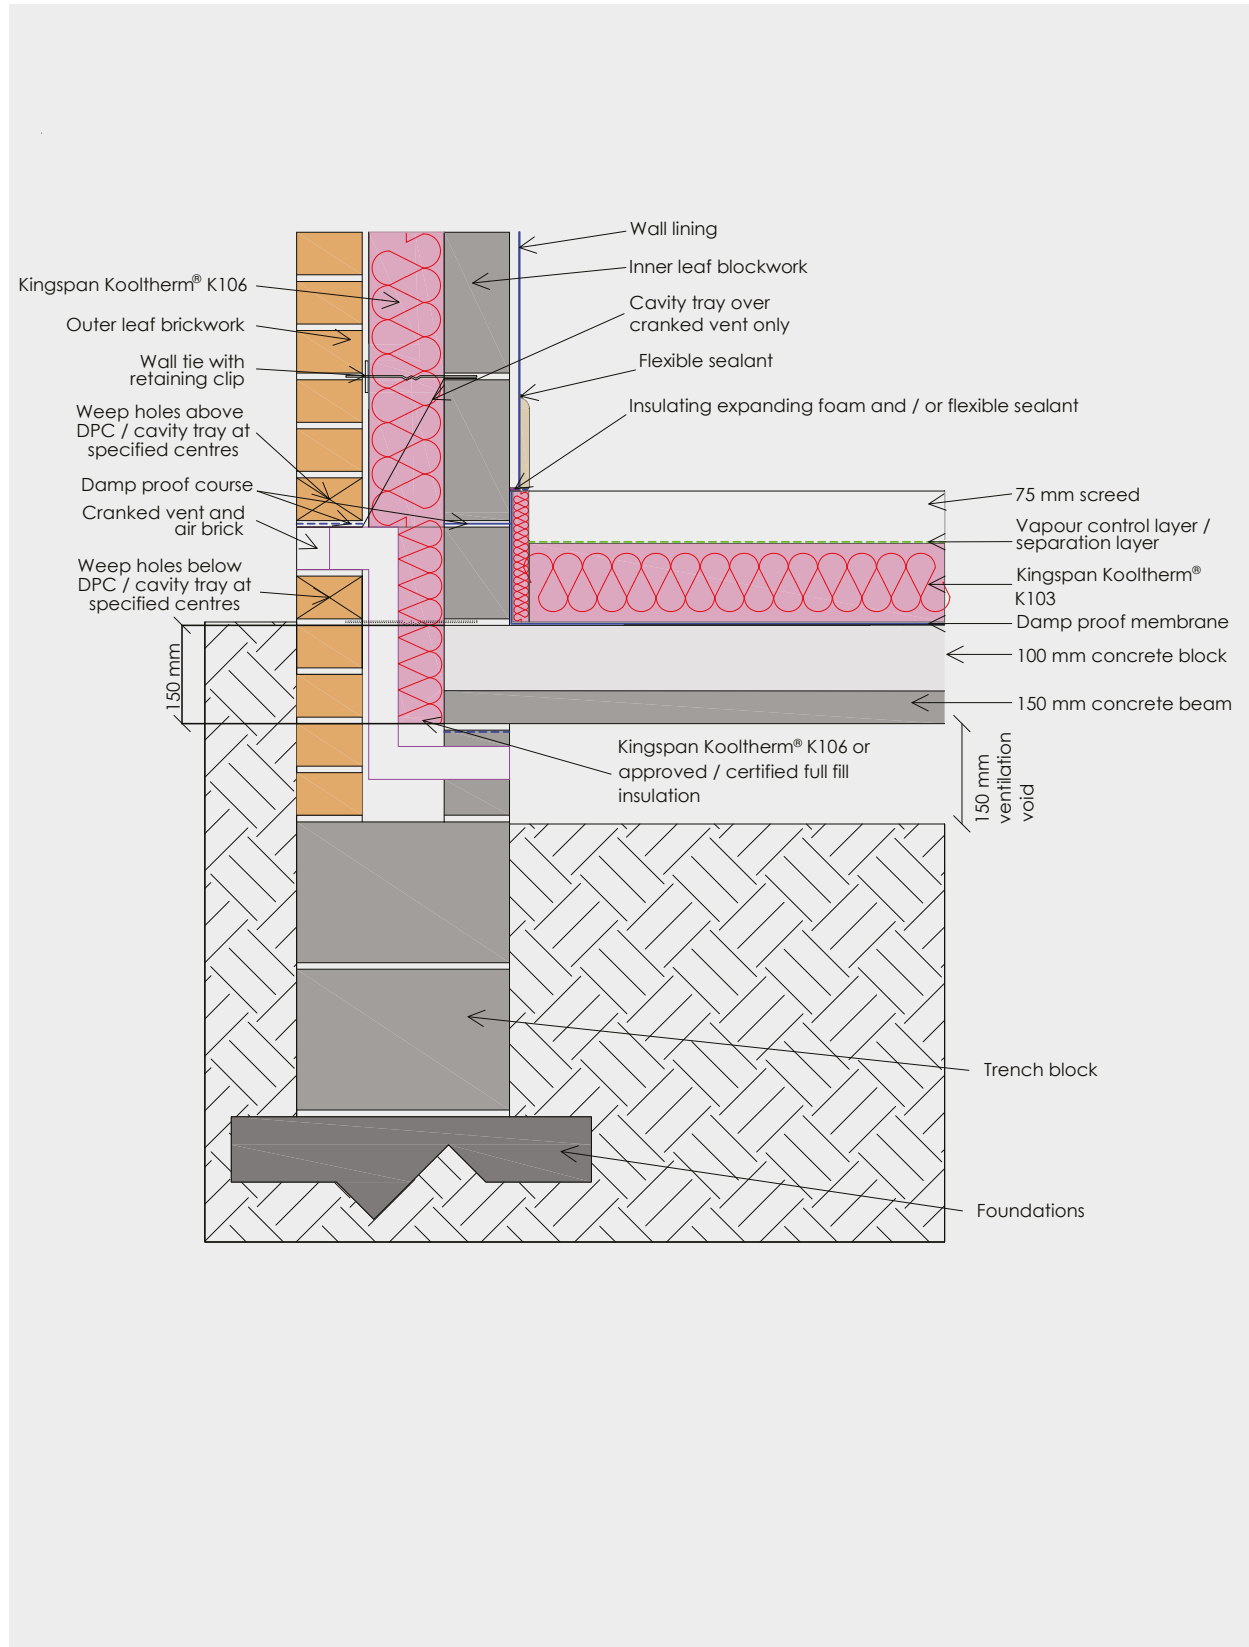 Kingspan Kooltherm® K106
Outer leaf brickwork
Wall tie with
retaining clip
Weep holes above
DPC / cavity tray at
specified centres
Damp proof course
Cranked vent and
air brick
Weep holes below
DPC / cavity tray at
specified centres
150 mm
Wall lining
Inner leaf blockwork
Cavity tray over
cranked vent only
Flexible sealant
Insulating expanding foam and / or flexible sealant
75 mm screed
Vapour control layer /
separation layer
Kingspan Kooltherm®
K103
Damp proof membrane
100 mm concrete block
150 mm concrete beam
Kingspan Kooltherm® K106 or
approved / certified full fill
insulation
150 mm
ventilation
void
Trench block
Foundations